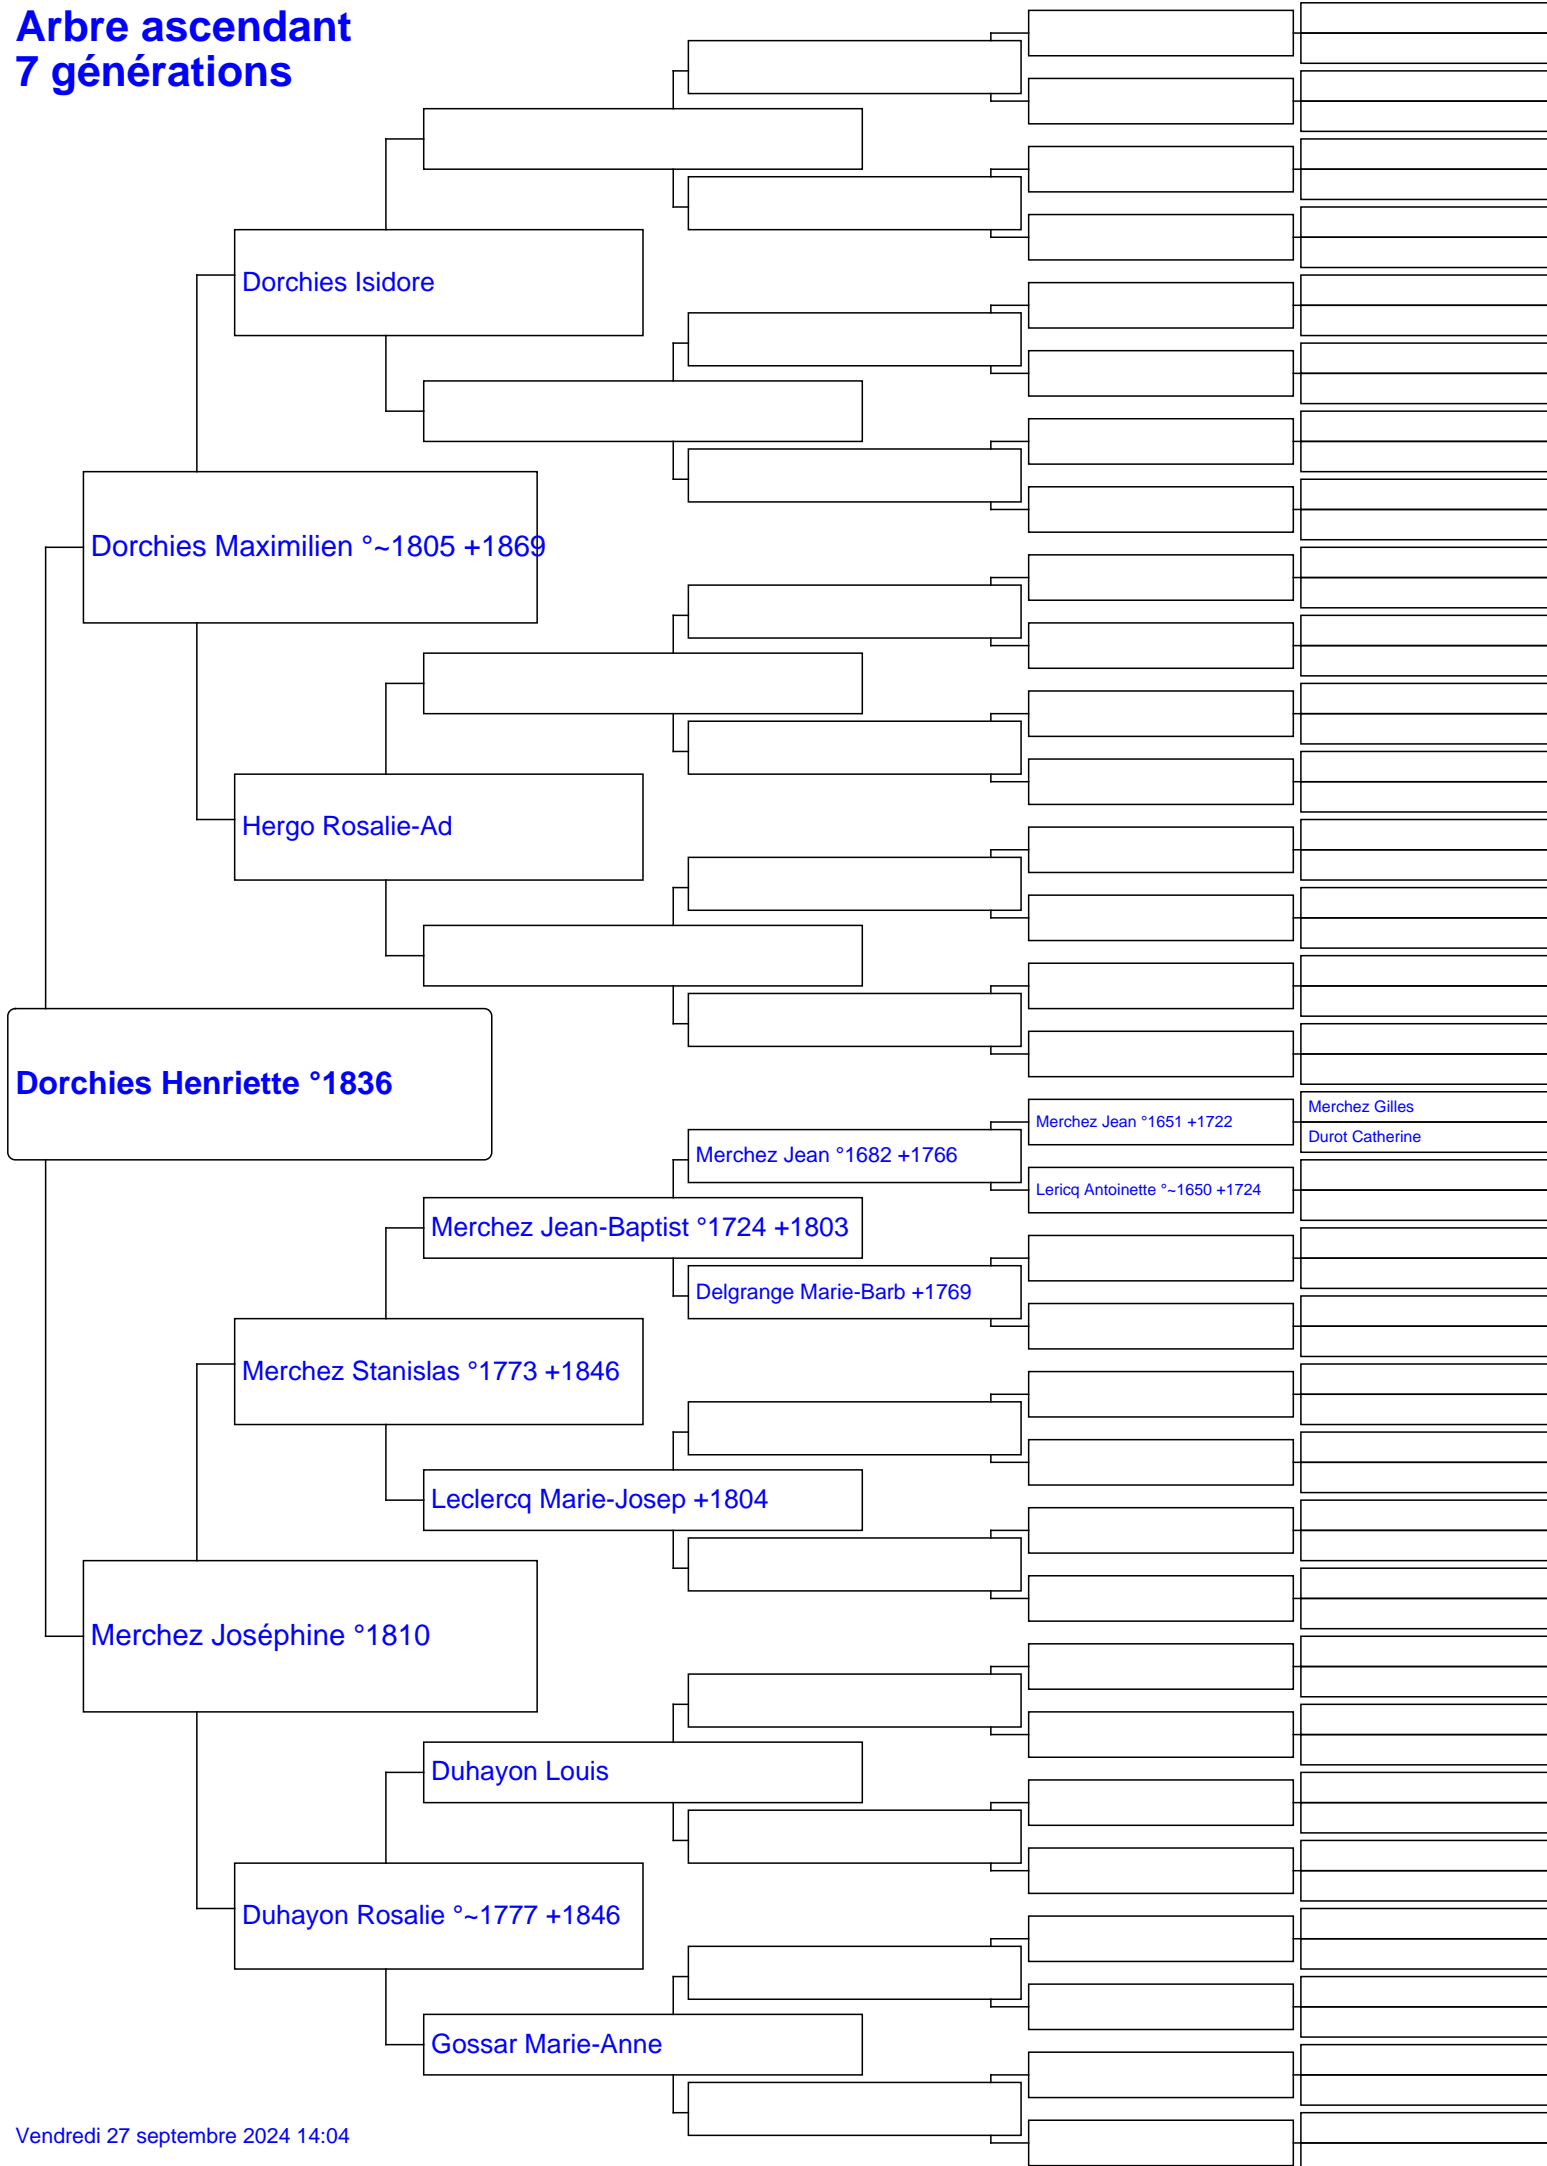 Arbre ascendant
7 générations
Dorchies Isidore
Dorchies Maximilien °~1805 +1869
Hergo Rosalie-Ad
Dorchies Henriette °1836
Merchez Gilles
Merchez Jean °1651 +1722
Durot Catherine
Merchez Jean °1682 +1766
Lericq Antoinette °~1650 +1724
Merchez Jean-Baptist °1724 +1803
Delgrange Marie-Barb +1769
Merchez Stanislas °1773 +1846
Leclercq Marie-Josep +1804
Merchez Joséphine °1810
Duhayon Louis
Duhayon Rosalie °~1777 +1846
Gossar Marie-Anne
Vendredi 27 septembre 2024 14:04